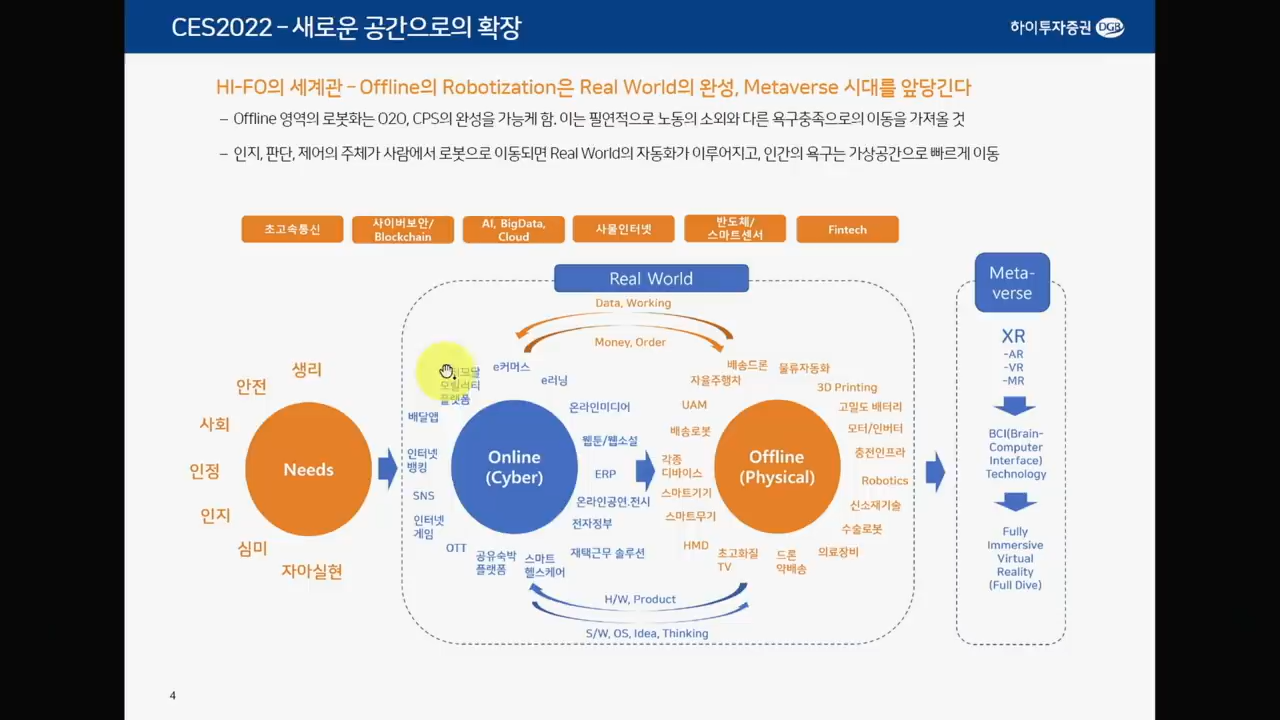 CES2022 – 새로운 공간으로의 확장
하이투자증권 DGB
HI-FO의 세계관 – Offline의 Robotization은 Real World의 완성, Metaverse 시대를 앞당긴다
– Offline 영역의 로봇화는 O2O, CPS의 완성을 가능케 함. 이는 필연적으로 노동의 소외와 다른 욕구충족으로의 이동을 가져올 것
– 인지, 판단, 제어의 주체가 사람에서 로봇으로 이동되면 Real World의 자동화가 이루어지고, 인간의 욕구는 가상공간으로 빠르게 이동
초고속통신
사이버보안/
Blockchain
AI, BigData,
Cloud
사물인터넷
반도체/
스마트센서
Fintech
생리
안전
사회
인정
인지
심미
자아실현
Needs
Real World
Data, Working
Money, Order
모달
모빌리티
플랫폼
e커머스
e러닝
배달앱
온라인미디어
인터넷
뱅킹
웹툰/웹소설
ERP
SNS
온라인공연.전시
인터넷
게임
전자정부
OTT
공유숙박
플랫폼
스마트
헬스케어
재택근무 솔루션
Online
(Cyber)
배송드론
물류자동화
자율주행차
3D Printing
UAM
고밀도 배터리
배송로봇
모터/인버터
각종
디바이스
충전인프라
스마트기기
Robotics
스마트무기
신소재기술
HMD
수술로봇
초고화질
TV
드론
약배송
의료장비
Offline
(Physical)
H/W, Product
S/W, OS, Idea, Thinking
Meta-
verse
XR
-AR
-VR
-MR
BCI(Brain-
Computer
Interface)
Technology
Fully
Immersive
Virtual
Reality
(Full Dive)
4